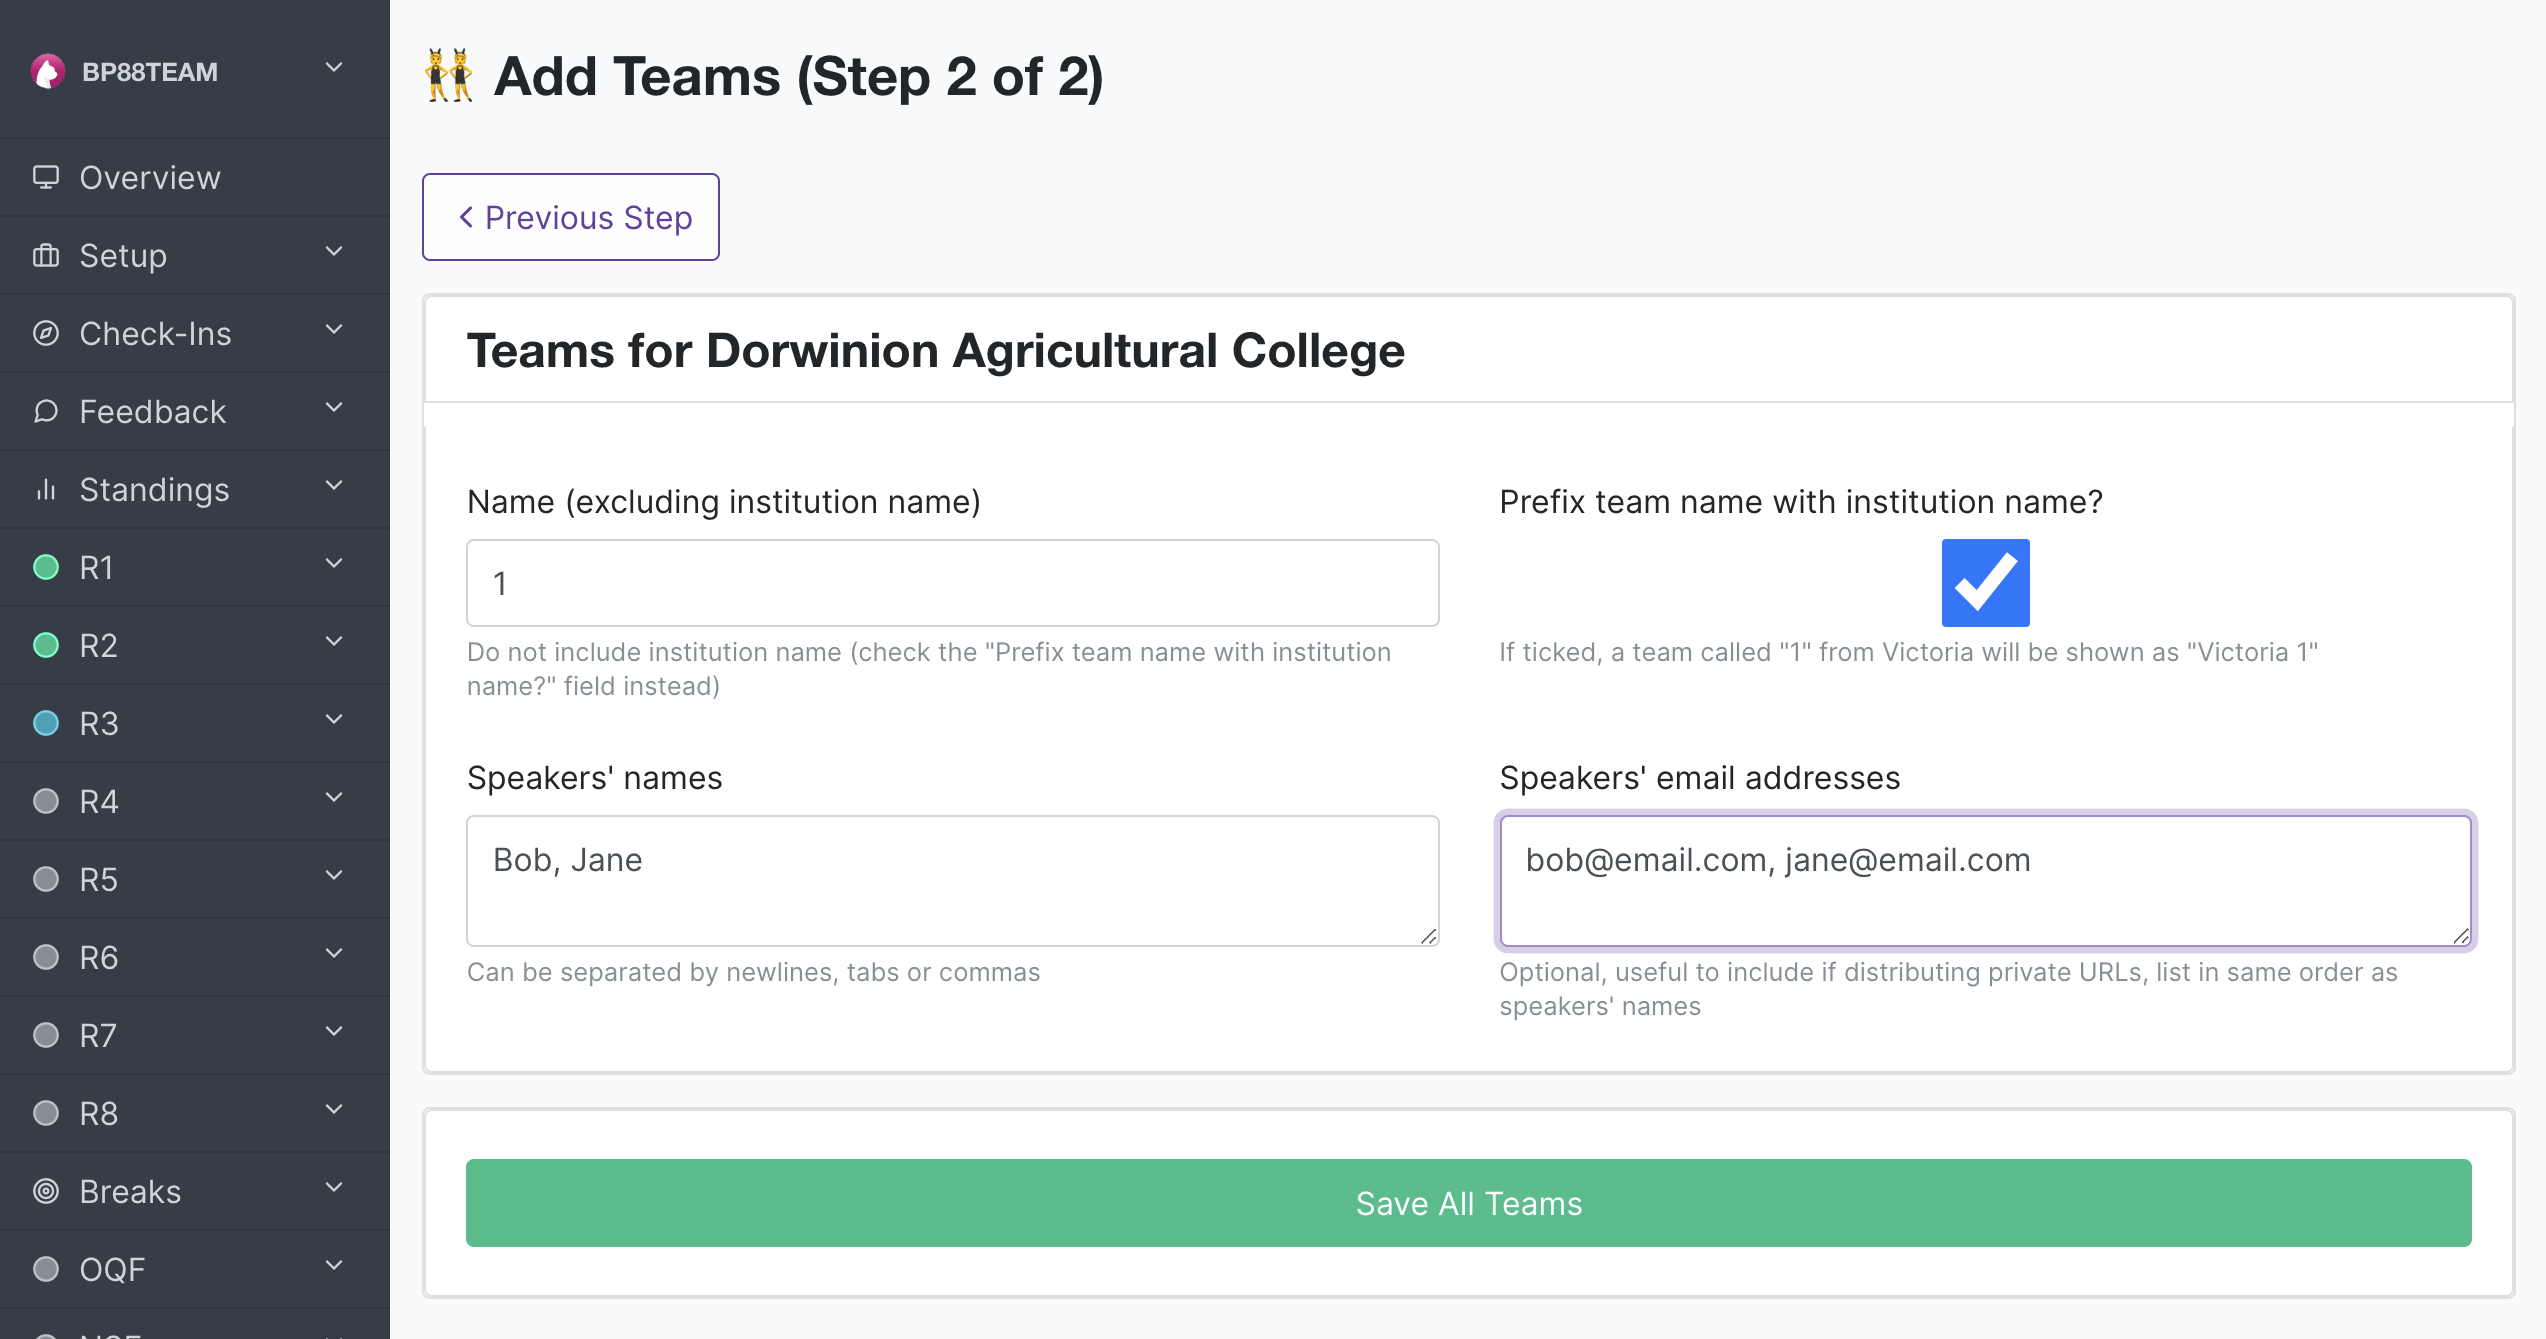 BP88TEAM
Overview
Setup
Check-Ins
Feedback
Standings
R1
R2
R3
R4
R5
R6
R7
R8
Breaks
OQF
Add Teams (Step 2 of 2)
Previous Step
Teams for Dorwinion Agricultural College
Name (excluding institution name)
1
Do not include institution name (check the "Prefix team name with institution
name?" field instead)
Prefix team name with institution name?
If ticked, a team called "1" from Victoria will be shown as "Victoria 1"
Speakers' names
Bob, Jane
Can be separated by newlines, tabs or commas
Speakers' email addresses
bob@email.com, jane@email.com
Optional, useful to include if distributing private URLs, list in same order as
speakers' names
Save All Teams